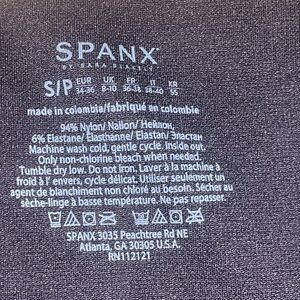 SPANX
BY SARA BLAKELY
S/P EUR UK FR IT KR
34-36 8-10 36-38 38-40 55
made in colombia/fabriqué en colombie
94% Nylon/Nailon/Нейлон
6% Elastane/Elasthanne/Elastan/Эластан
Machine wash cold, gentle cycle. Inside out.
Only non-chlorine bleach when needed.
Tumble dry low. Do not iron. Laver à la machine à
froid à l' envers, cycle délicat. Utiliser seulement un
agent de blanchiment non chloré au besoin. Sécher au
sèche-linge à basse température. Ne pas repasser.
SPANX 3035 Peachtree Rd NE
Atlanta, GA 30305 U.S.A.
RN112121